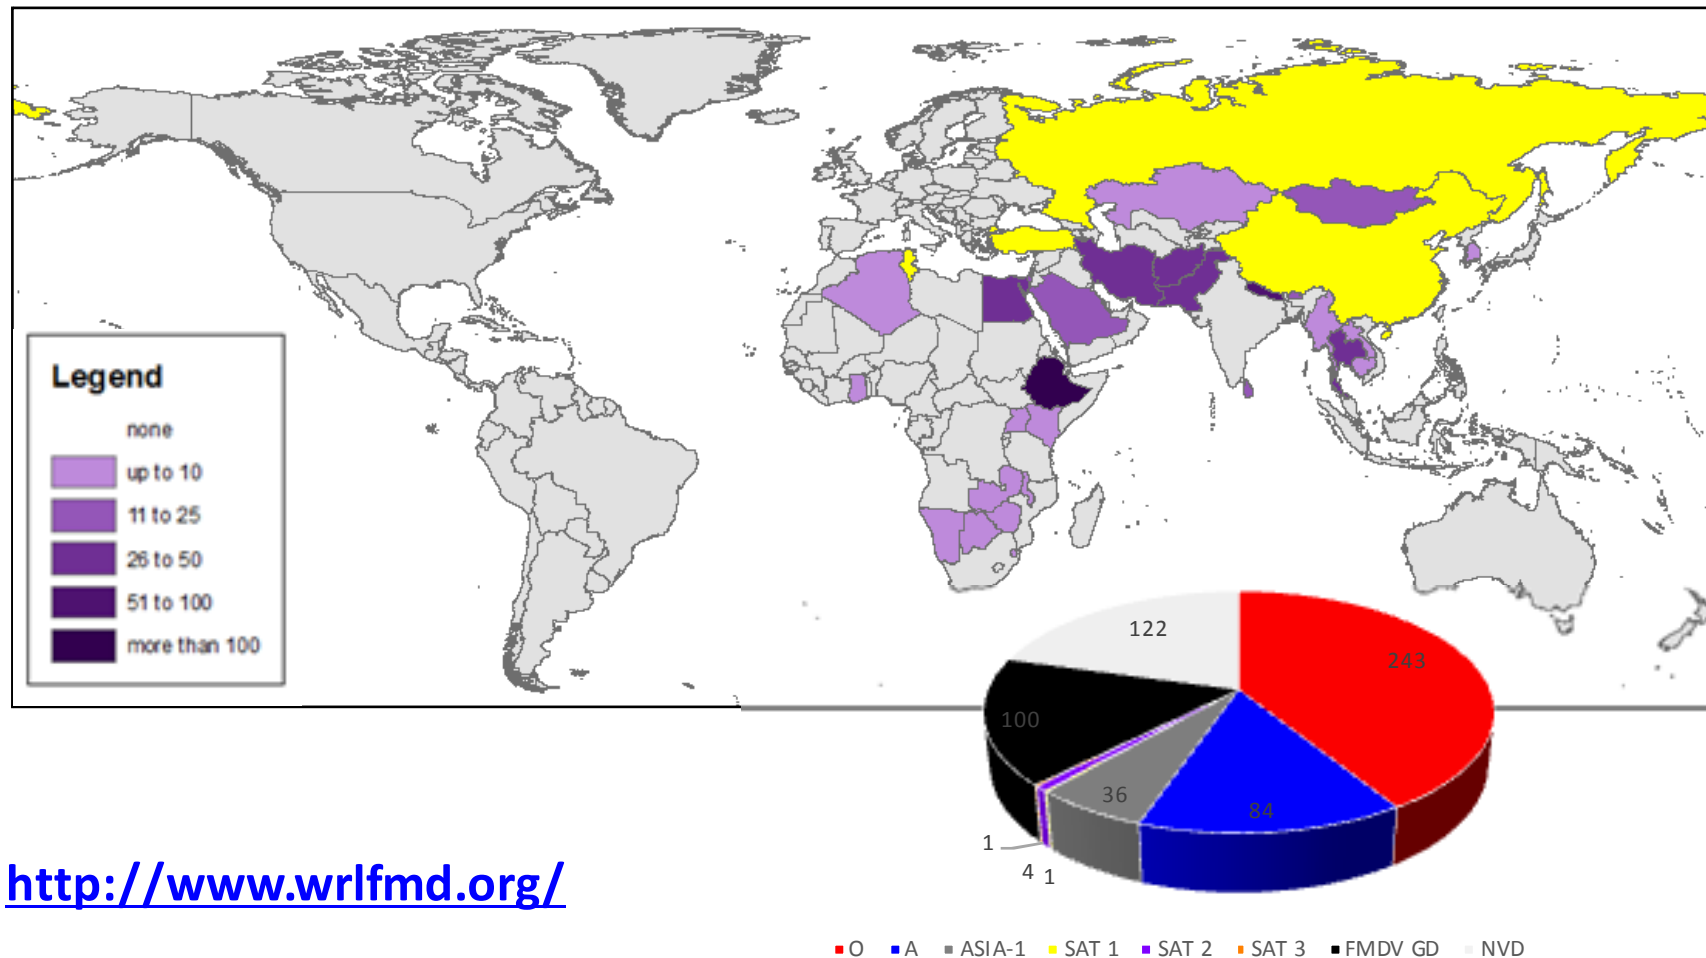 Legend
none
up to 10
11 to 25
26 to 50
51 to 100
more than 100
122
243
100
36
84
1
4 1
http://www.wrlfmd.org/
O A ASIA-1 SAT 1 SAT 2 SAT 3 FMDV GD NVD